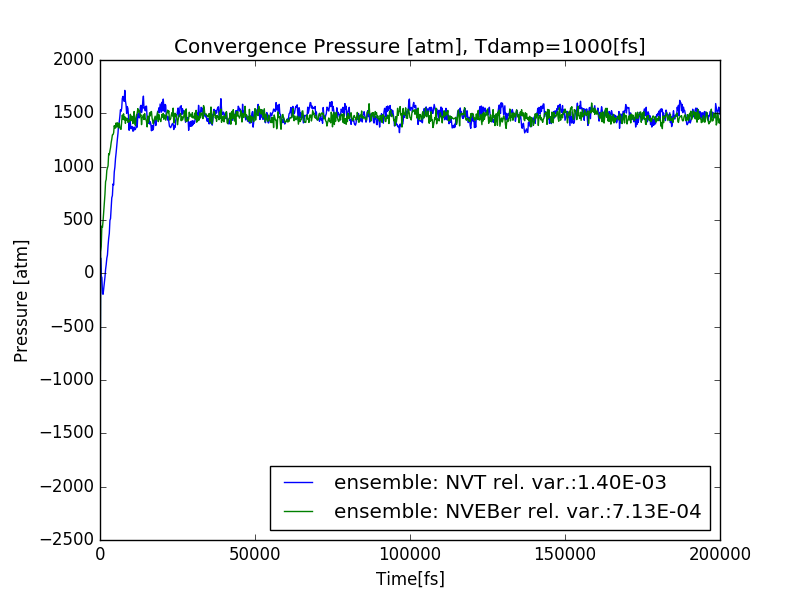 Convergence Pressure [atm], Tdamp=1000[fs]
2000
1500
1000
500
0
−500
−1000
−1500
−2000
−2500
Pressure [atm]
ensemble: NVT rel. var.:1.40E-03
ensemble: NVEBer rel. var.:7.13E-04
0 50000 100000 150000 200000
Time[fs]